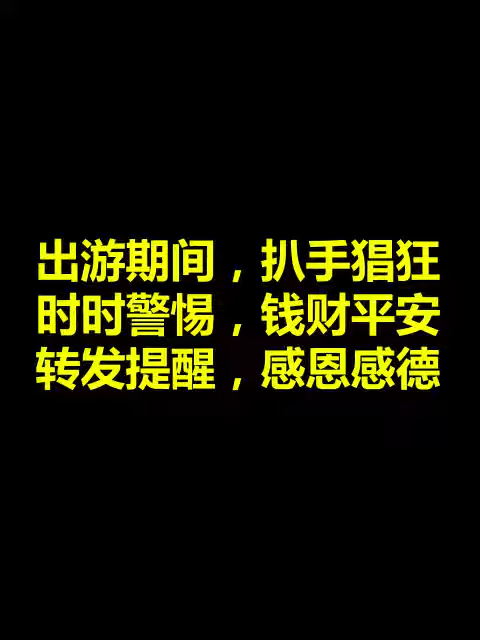 出游期间，扒手猖狂
时时警惕，钱财平安
转发提醒，感恩感德